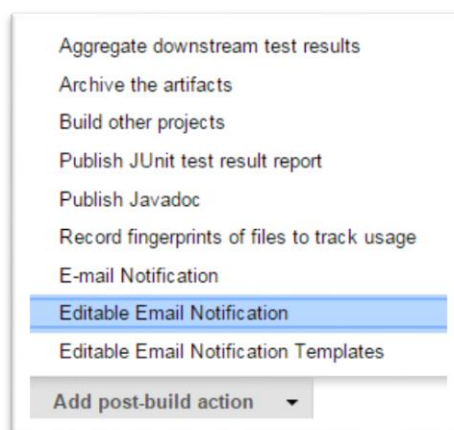 Aggregate downstream test results
Archive the artifacts
Build other projects
Publish JUnit test result report
Publish Javadoc
Record fingerprints of files to track usage
E-mail Notification
Editable Email Notification
Editable Email Notification Templates
Add post-build action